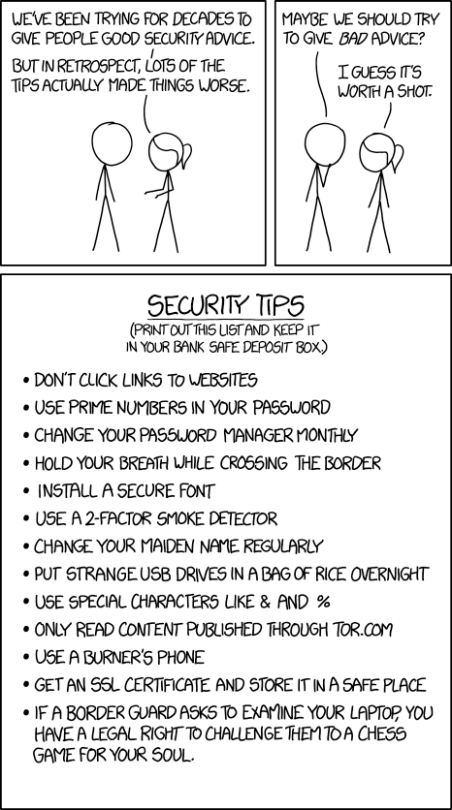 WE'VE BEEN TRYING FOR DECADES TO
GIVE PEOPLE GOOD SECURITY ADVICE.
BUT IN RETROSPECT, LOTS OF THE
TIPS ACTUALLY MADE THINGS WORSE.
MAYBE WE SHOULD TRY
TO GIVE BAD ADVICE?
I GUESS IT'S
WORTH A SHOT.
SECURITY TIPS
(PRINT OUT THIS LIST AND KEEP IT
IN YOUR BANK SAFE DEPOSIT BOX.)
• DON'T CLICK LINKS TO WEBSITES
• USE PRIME NUMBERS IN YOUR PASSWORD
• CHANGE YOUR PASSWORD MANAGER MONTHLY
• HOLD YOUR BREATH WHILE CROSSING THE BORDER
• INSTALL A SECURE FONT
• USE A 2-FACTOR SMOKE DETECTOR
• CHANGE YOUR MAIDEN NAME REGULARLY
• PUT STRANGE USB DRIVES IN A BAG OF RICE OVERNIGHT
• USE SPECIAL CHARACTERS LIKE & AND %
• ONLY READ CONTENT PUBLISHED THROUGH TOR.COM
• USE A BURNER'S PHONE
• GET AN SSL CERTIFICATE AND STORE IT IN A SAFE PLACE
• IF A BORDER GUARD ASKS TO EXAMINE YOUR LAPTOP, YOU
HAVE A LEGAL RIGHT TO CHALLENGE THEM TO A CHESS
GAME FOR YOUR SOUL.